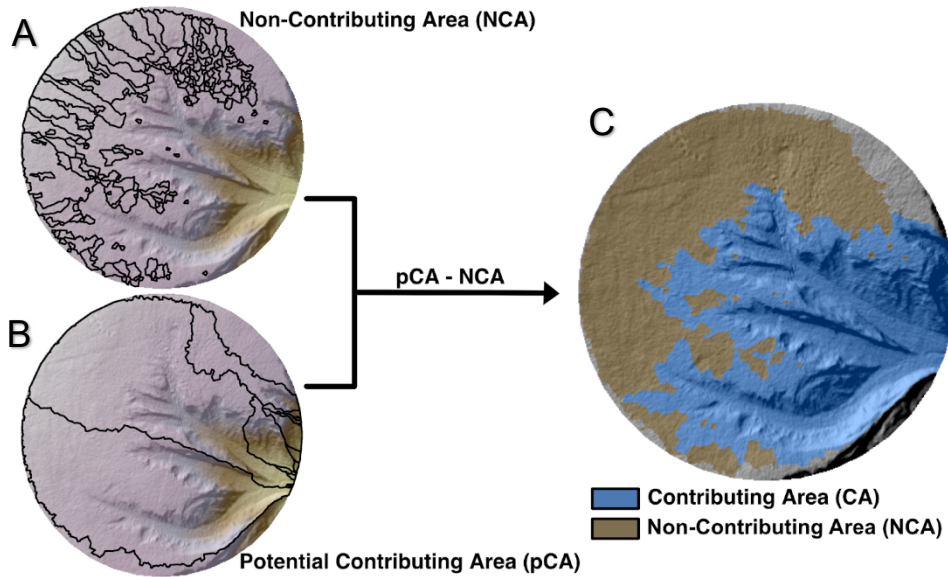 A
Non-Contributing Area (NCA)
B
Potential Contributing Area (pCA)
pCA - NCA
C
Contributing Area (CA)
Non-Contributing Area (NCA)